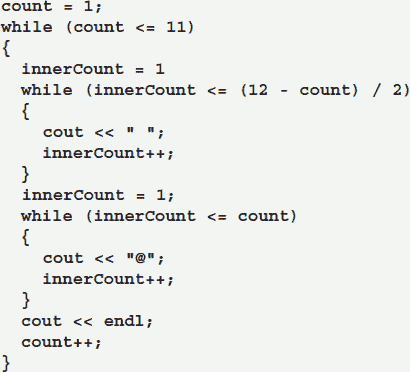 count = 1;
while (count <= 11)
{
  innerCount = 1
  while (innerCount <= (12 - count) / 2)
  {
    cout << " ";
    innerCount++;
  }
  innerCount = 1;
  while (innerCount <= count)
  {
    cout << "@";
    innerCount++;
  }
  cout << endl;
  count++;
}